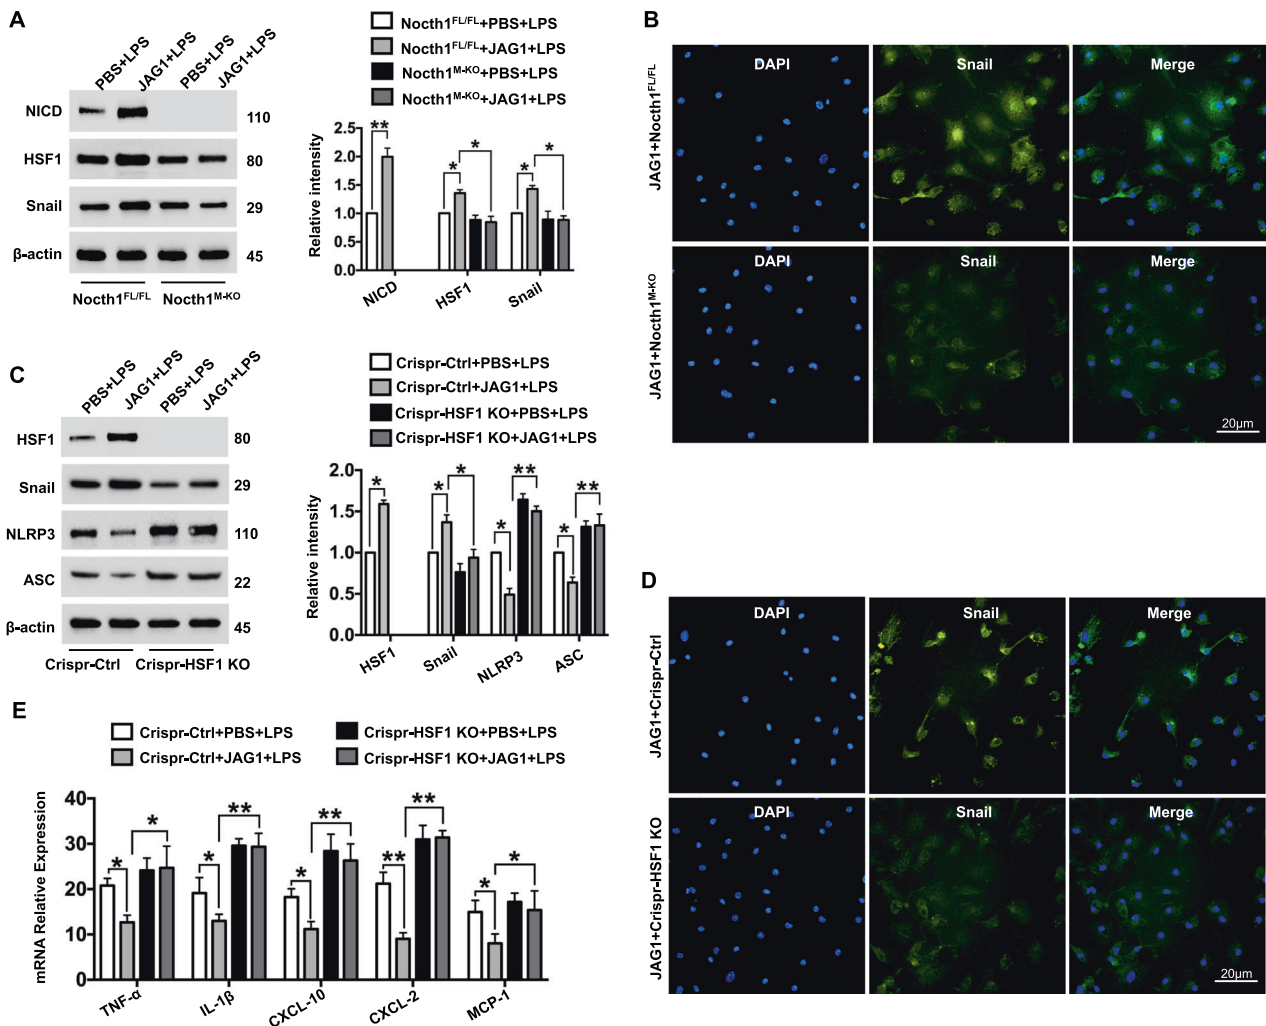 A
PBS+LPS
JAG1+LPS
PBS+LPS
JAG1+LPS
NICD
110
HSF1
80
Snail
29
β-actin
45
Nocth1FL/FL
Nocth1M-KO
Nocth1FL/FL+PBS+LPS
Nocth1FL/FL+JAG1+LPS
Nocth1M-KO+PBS+LPS
Nocth1M-KO+JAG1+LPS
Relative intensity
2.5
2.0
1.5
1.0
0.5
0.0
**
*
*
*
*
NICD
HSF1
Snail
B
JAG1+Nocth1FL/FL
DAPI
Snail
Merge
JAG1+Nocth1M-KO
DAPI
Snail
Merge
20μm
C
PBS+LPS
JAG1+LPS
PBS+LPS
JAG1+LPS
HSF1
80
Snail
29
NLRP3
110
ASC
22
β-actin
45
Crispr-Ctrl
Crispr-HSF1 KO
Crispr-Ctrl+PBS+LPS
Crispr-Ctrl+JAG1+LPS
Crispr-HSF1 KO+PBS+LPS
Crispr-HSF1 KO+JAG1+LPS
Relative intensity
2.0
1.5
1.0
0.5
0.0
*
*
*
*
**
*
**
HSF1
Snail
NLRP3
ASC
D
JAG1+Crispr-Ctrl
DAPI
Snail
Merge
JAG1+Crispr-HSF1 KO
DAPI
Snail
Merge
20μm
E
Crispr-Ctrl+PBS+LPS
Crispr-HSF1 KO+PBS+LPS
Crispr-Ctrl+JAG1+LPS
Crispr-HSF1 KO+JAG1+LPS
mRNA Relative Expression
40
30
20
10
0
*
*
*
**
*
**
**
**
*
*
TNF-α
IL-1β
CXCL-10
CXCL-2
MCP-1